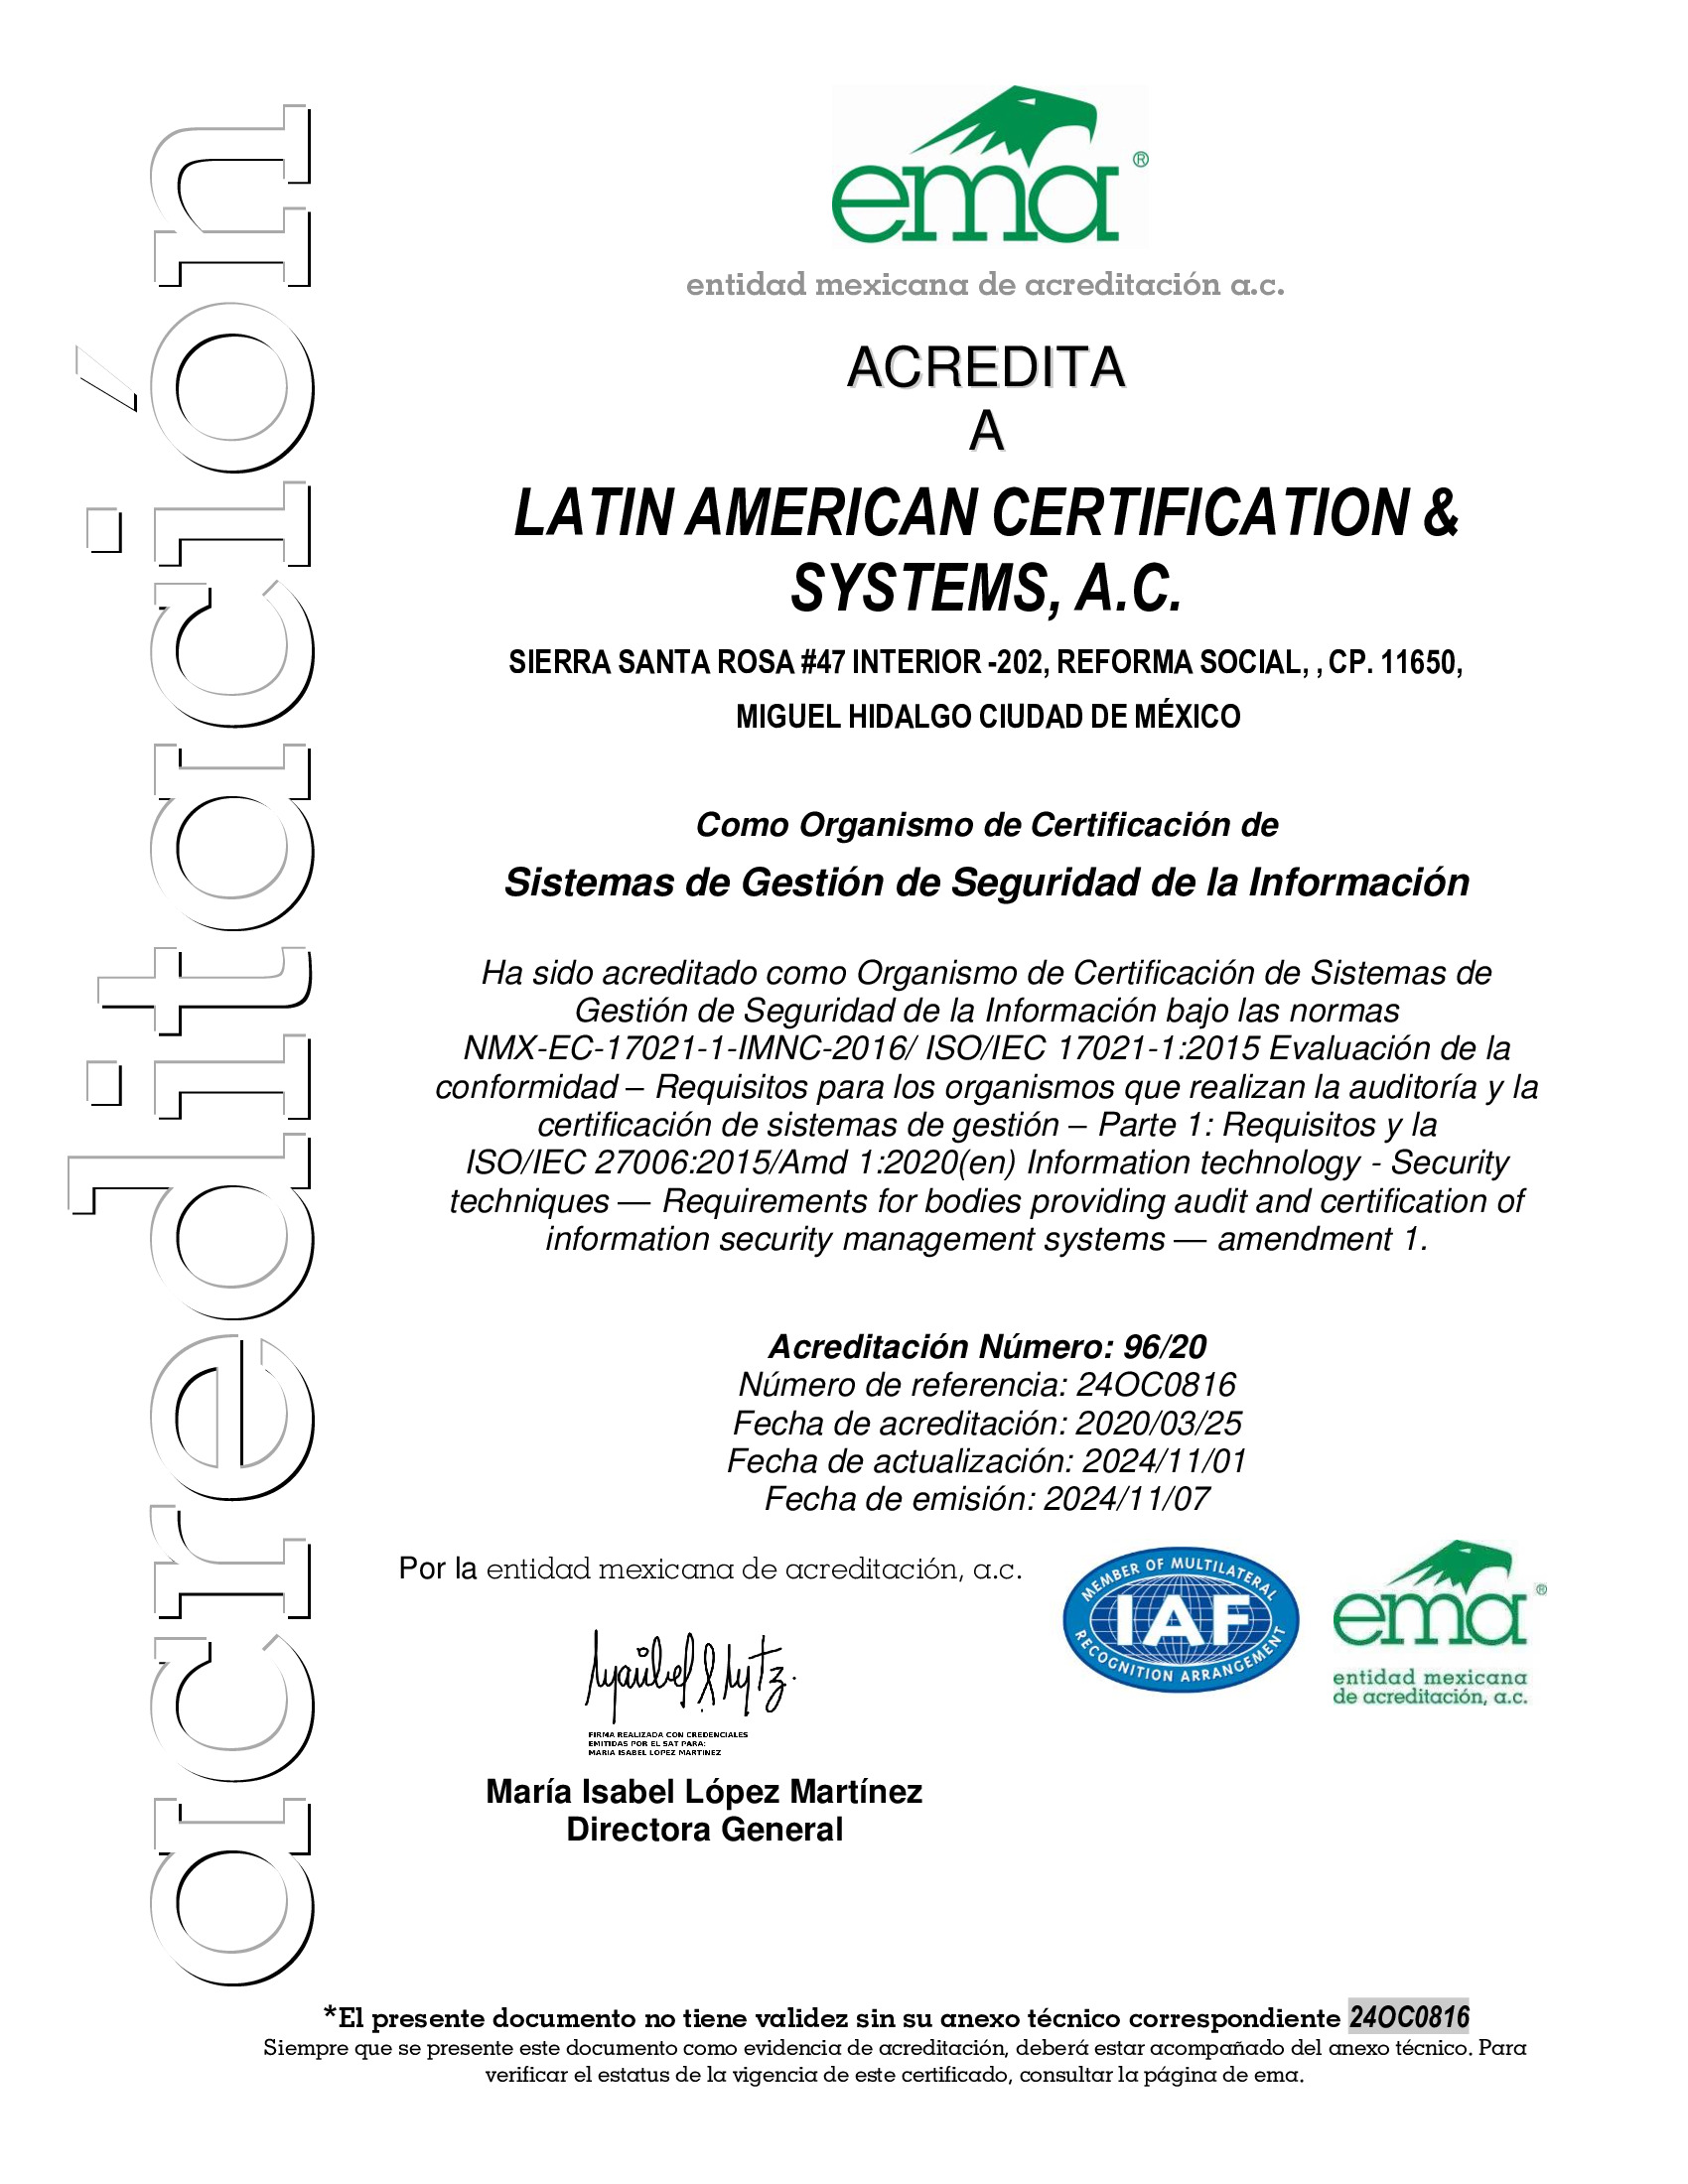 acreditación
ema®
entidad mexicana de acreditación a.c.
ACREDITA
A
LATIN AMERICAN CERTIFICATION &
SYSTEMS, A.C.
SIERRA SANTA ROSA #47 INTERIOR -202, REFORMA SOCIAL, , CP. 11650,
MIGUEL HIDALGO CIUDAD DE MÉXICO
Como Organismo de Certificación de
Sistemas de Gestión de Seguridad de la Información
Ha sido acreditado como Organismo de Certificación de Sistemas de
Gestión de Seguridad de la Información bajo las normas
NMX-EC-17021-1-IMNC-2016/ ISO/IEC 17021-1:2015 Evaluación de la
conformidad – Requisitos para los organismos que realizan la auditoría y la
certificación de sistemas de gestión – Parte 1: Requisitos y la
ISO/IEC 27006:2015/Amd 1:2020(en) Information technology - Security
techniques — Requirements for bodies providing audit and certification of
information security management systems — amendment 1.
Acreditación Número: 96/20
Número de referencia: 24OC0816
Fecha de acreditación: 2020/03/25
Fecha de actualización: 2024/11/01
Fecha de emisión: 2024/11/07
Por la entidad mexicana de acreditación, a.c.
MEMBER OF MULTILATERAL
IAF
RECOGNITION ARRANGEMENT
ema®
entidad mexicana
de acreditación, a.c.
FIRMA REALIZADA CON CREDENCIALES
EMITIDAS POR EL SAT PARA:
MARIA ISABEL LOPEZ MARTINEZ
María Isabel López Martínez
Directora General
*El presente documento no tiene validez sin su anexo técnico correspondiente 24OC0816
Siempre que se presente este documento como evidencia de acreditación, deberá estar acompañado del anexo técnico. Para
verificar el estatus de la vigencia de este certificado, consultar la página de ema.